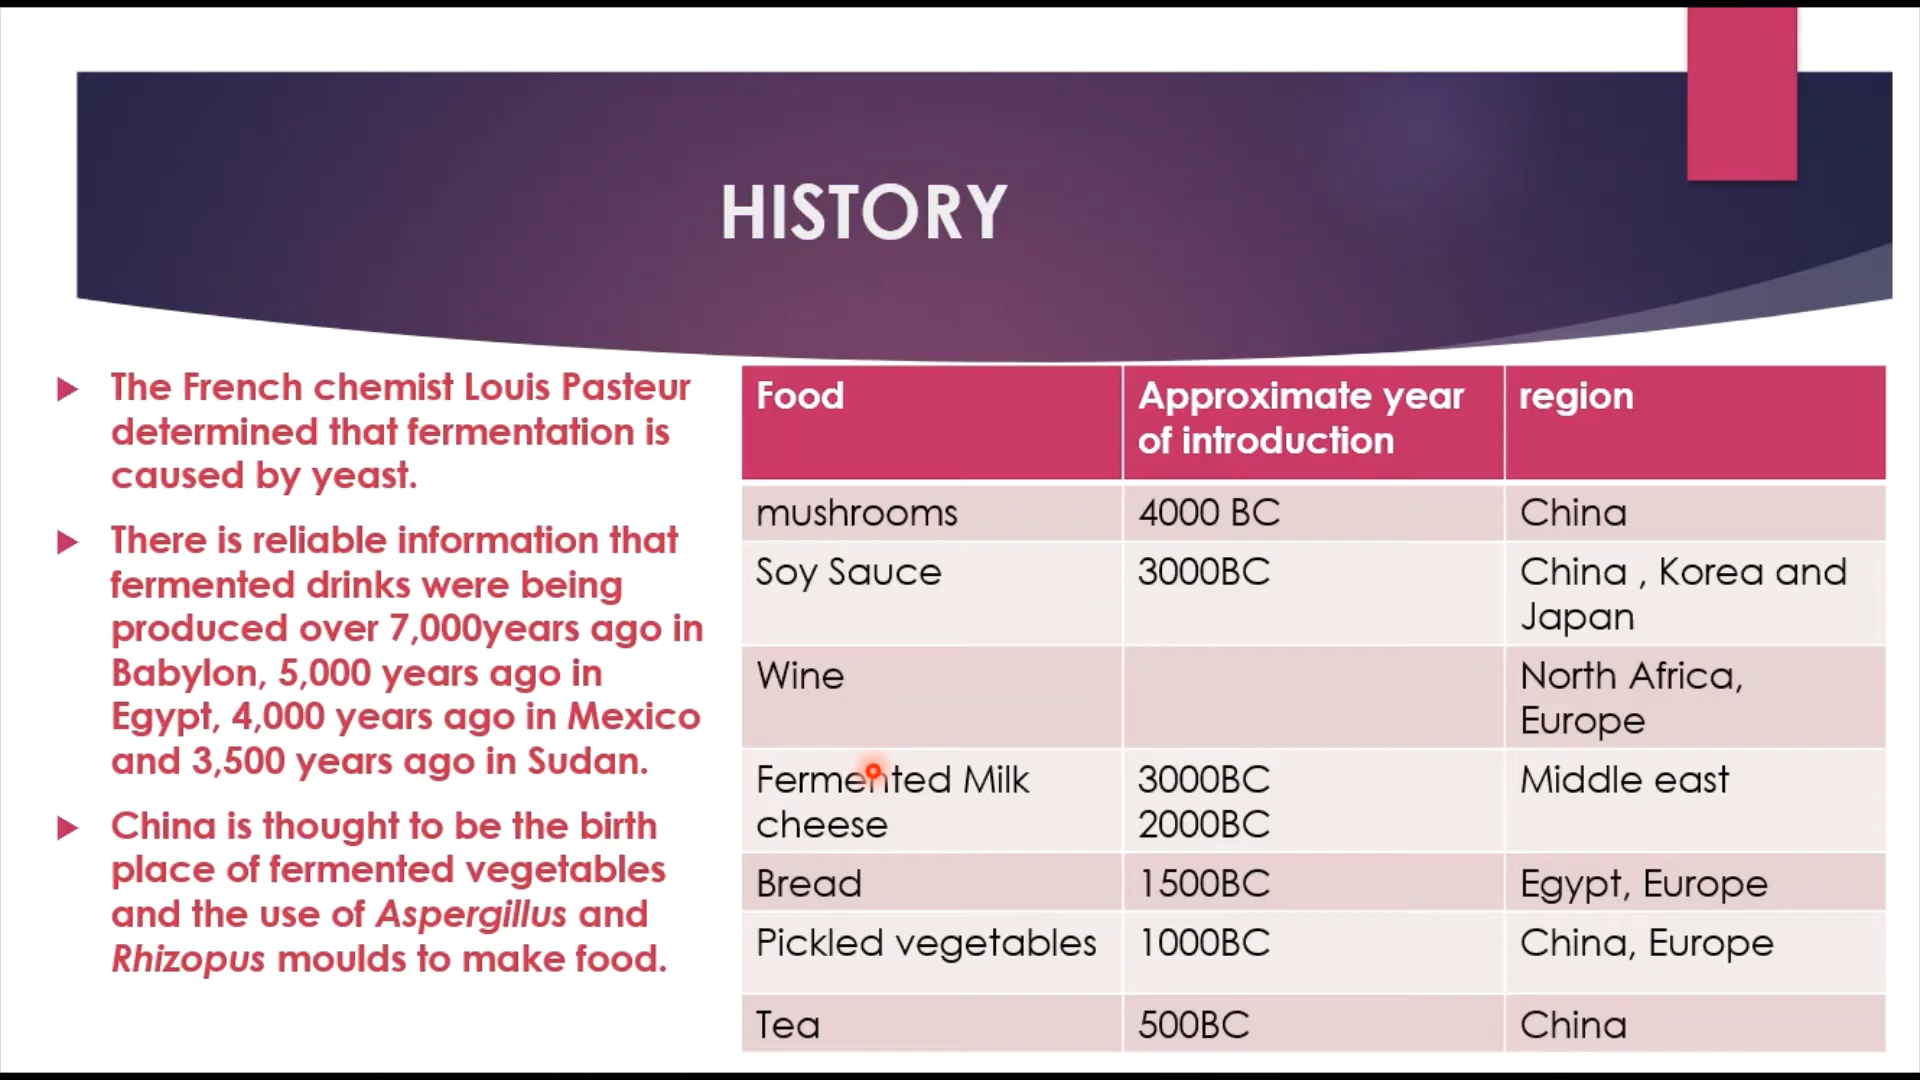 HISTORY
The French chemist Louis Pasteur
determined that fermentation is
caused by yeast.
There is reliable information that
fermented drinks were being
produced over 7,000years ago in
Babylon, 5,000 years ago in
Egypt, 4,000 years ago in Mexico
and 3,500 years ago in Sudan.
China is thought to be the birth
place of fermented vegetables
and the use of Aspergillus and
Rhizopus moulds to make food.
Food
Approximate year
of introduction
region
mushrooms
4000 BC
China
Soy Sauce
3000BC
China , Korea and
Japan
Wine
North Africa,
Europe
Fermented Milk
cheese
3000BC
2000BC
Middle east
Bread
1500BC
Egypt, Europe
Pickled vegetables
1000BC
China, Europe
Tea
500BC
China